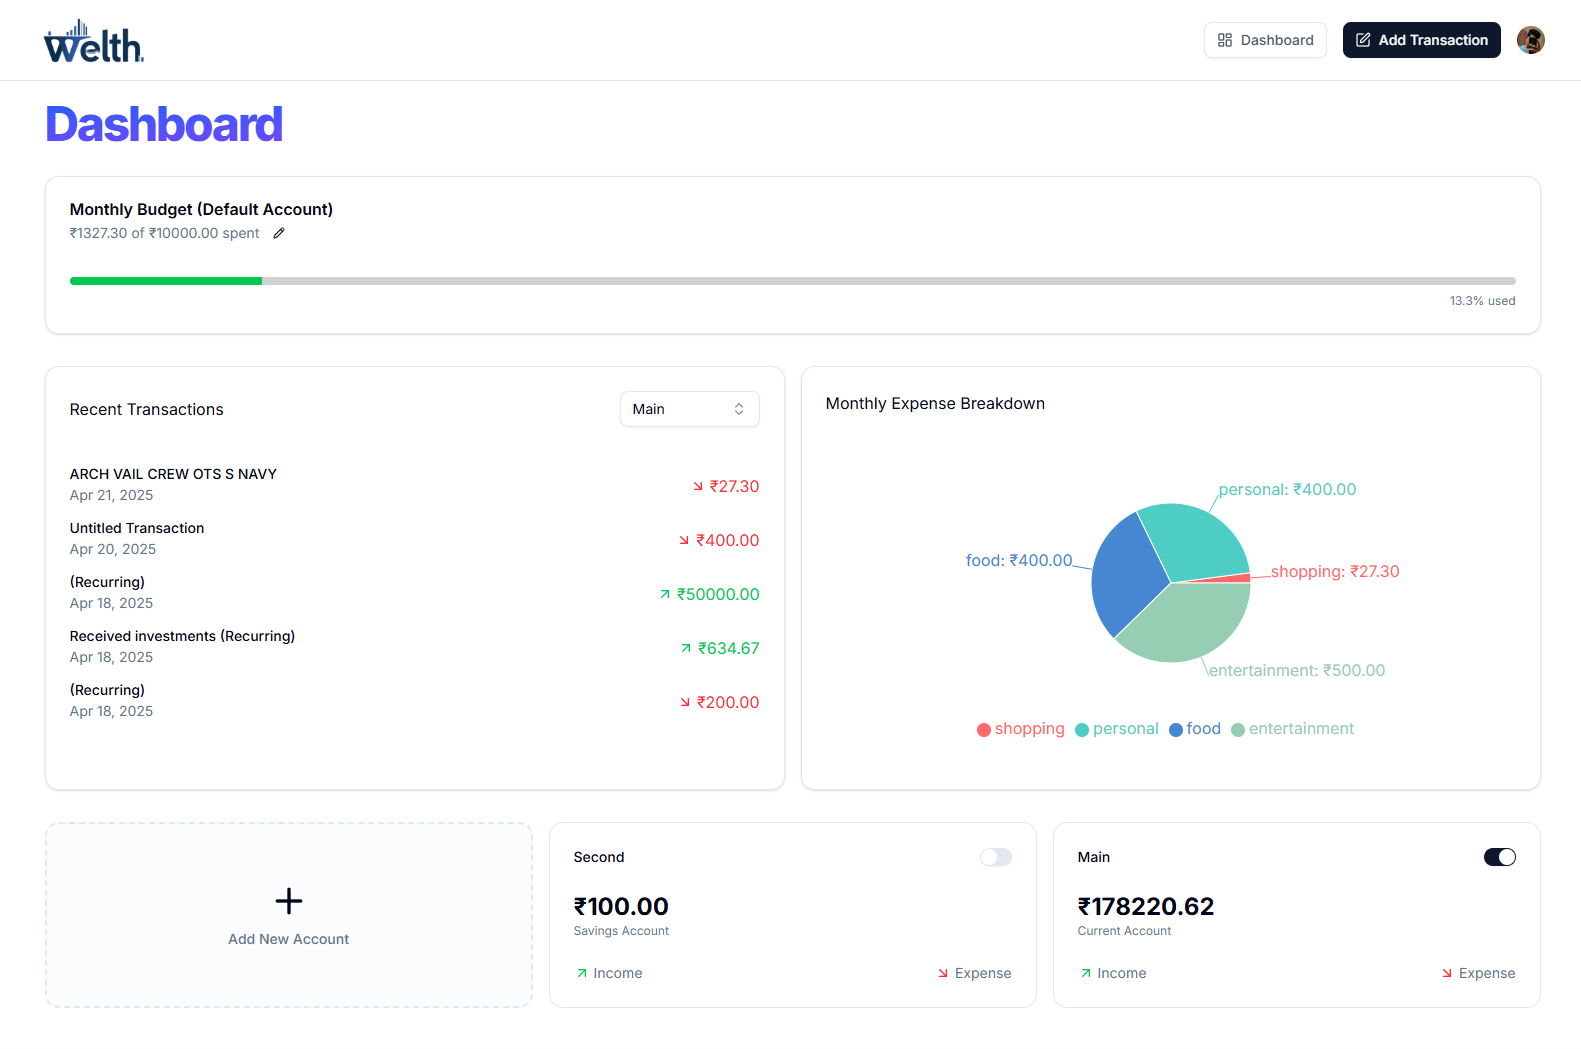 Welth.
Dashboard
Add Transaction
Dashboard
Monthly Budget (Default Account)
₹1327.30 of ₹10000.00 spent
13.3% used
Recent Transactions
Main
ARCH VAIL CREW OTS S NAVY
Apr 21, 2025
₹27.30
Untitled Transaction
Apr 20, 2025
₹400.00
(Recurring)
Apr 18, 2025
₹50000.00
Received investments (Recurring)
Apr 18, 2025
₹634.67
(Recurring)
Apr 18, 2025
₹200.00
Monthly Expense Breakdown
personal: ₹400.00
food: ₹400.00
shopping: ₹27.30
entertainment: ₹500.00
shopping personal food entertainment
Add New Account
Second
₹100.00
Savings Account
Income
Expense
Main
₹178220.62
Current Account
Income
Expense